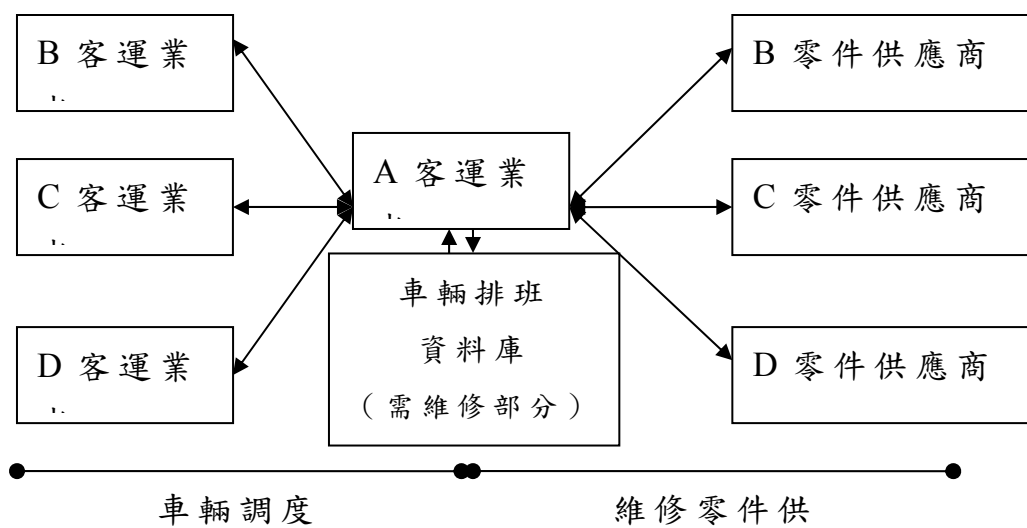 B 客運業
B 零件供應商
A 客運業
C 客運業
C 零件供應商
車輛排班
資料庫
（需維修部分）
D 客運業
D 零件供應商
車輛調度
維修零件供